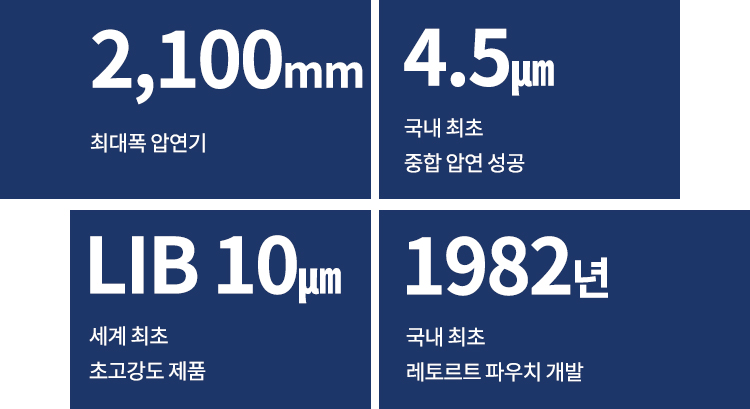 2,100mm
최대폭 압연기
4.5μm
국내 최초
중합 압연 성공
LIB 10μm
세계 최초
초고강도 제품
1982년
국내 최초
레토르트 파우치 개발